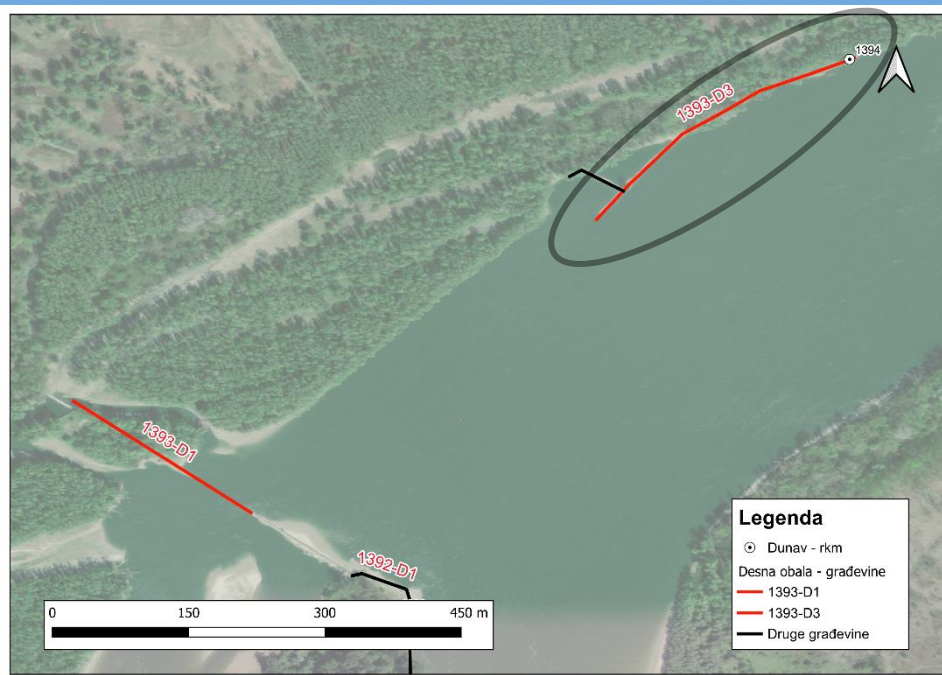 1394
1393-D3
1393-D1
1392-D1
0 150 300 450 m
Legenda
Dunav - rkm
Desna obala - građevine
1393-D1
1393-D3
Druge građevine